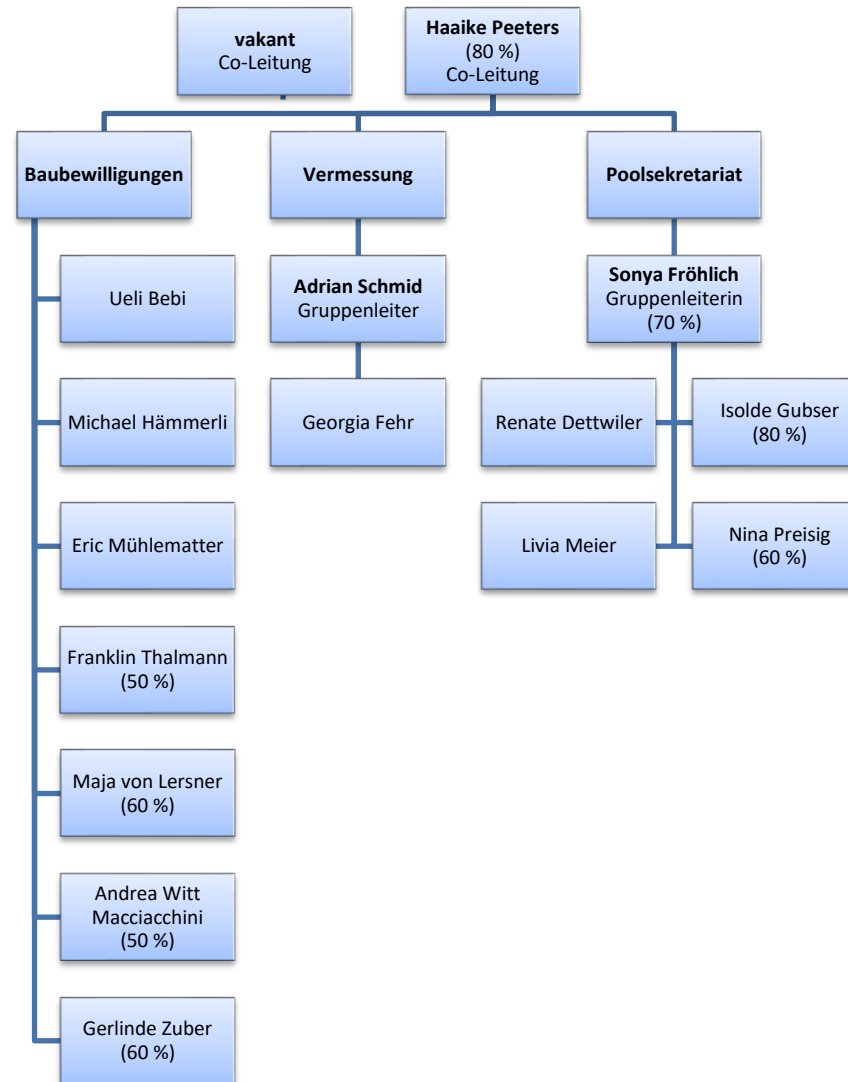 vakant
Co-Leitung
Haaike Peeters
(80 %)
Co-Leitung
Baubewilligungen
Vermessung
Poolsekretariat
Ueli Bebi
Adrian Schmid
Gruppenleiter
Sonya Fröhlich
Gruppenleiterin
(70 %)
Michael Hämmerli
Georgia Fehr
Renate Dettwiler
Isolde Gubser
(80 %)
Eric Mühlematter
Livia Meier
Nina Preisig
(60 %)
Franklin Thalmann
(50 %)
Maja von Lersner
(60 %)
Andrea Witt
Macciacchini
(50 %)
Gerlinde Zuber
(60 %)